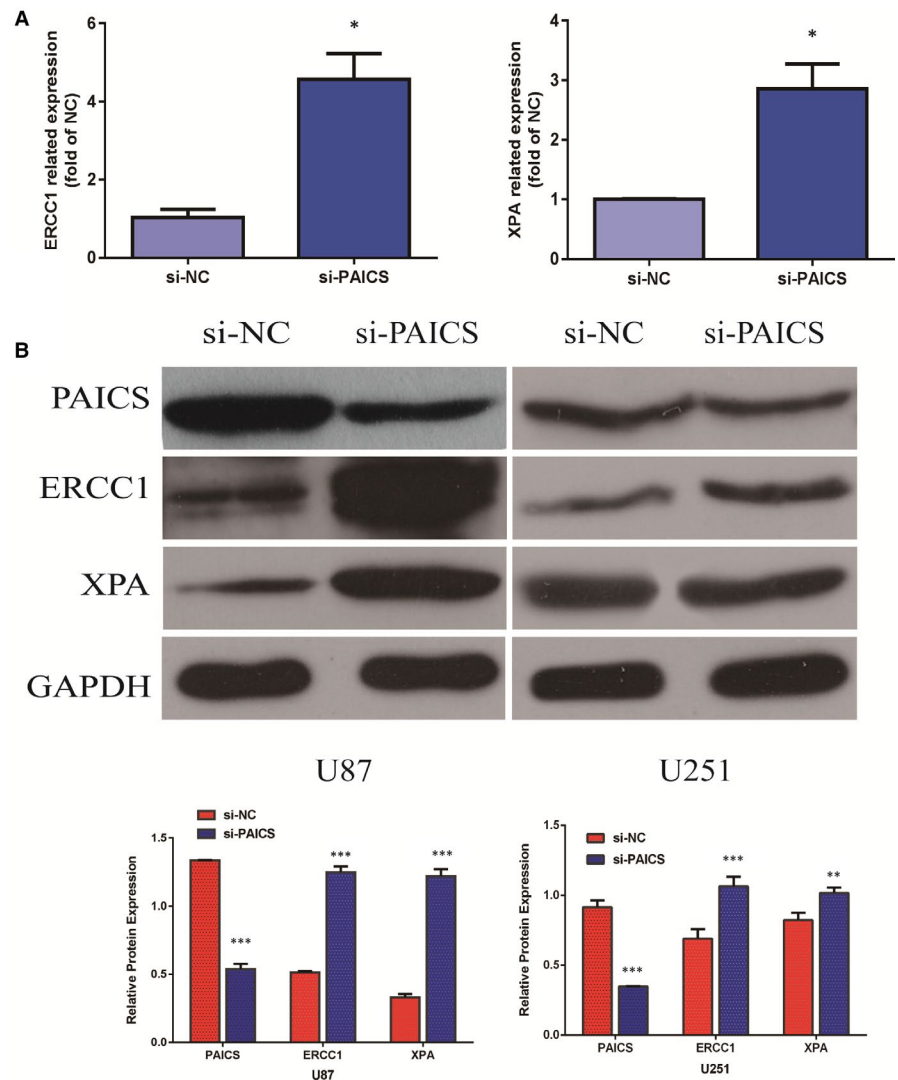 A
ERCC1 related expression
(fold of NC)
6
4
2
0
*
si-NC
si-PAICS
XPA related expression
(fold of NC)
4
3
2
1
0
*
si-NC
si-PAICS
B
si-NC si-PAICS si-NC si-PAICS
PAICS
ERCC1
XPA
GAPDH
U87
U251
si-NC
si-PAICS
Relative Protein Expression
1.5
1.0
0.5
0.0
***
***
***
PAICS ERCC1 XPA
U87
si-NC
si-PAICS
Relative Protein Expression
1.5
1.0
0.5
0.0
***
***
**
PAICS ERCC1 XPA
U251